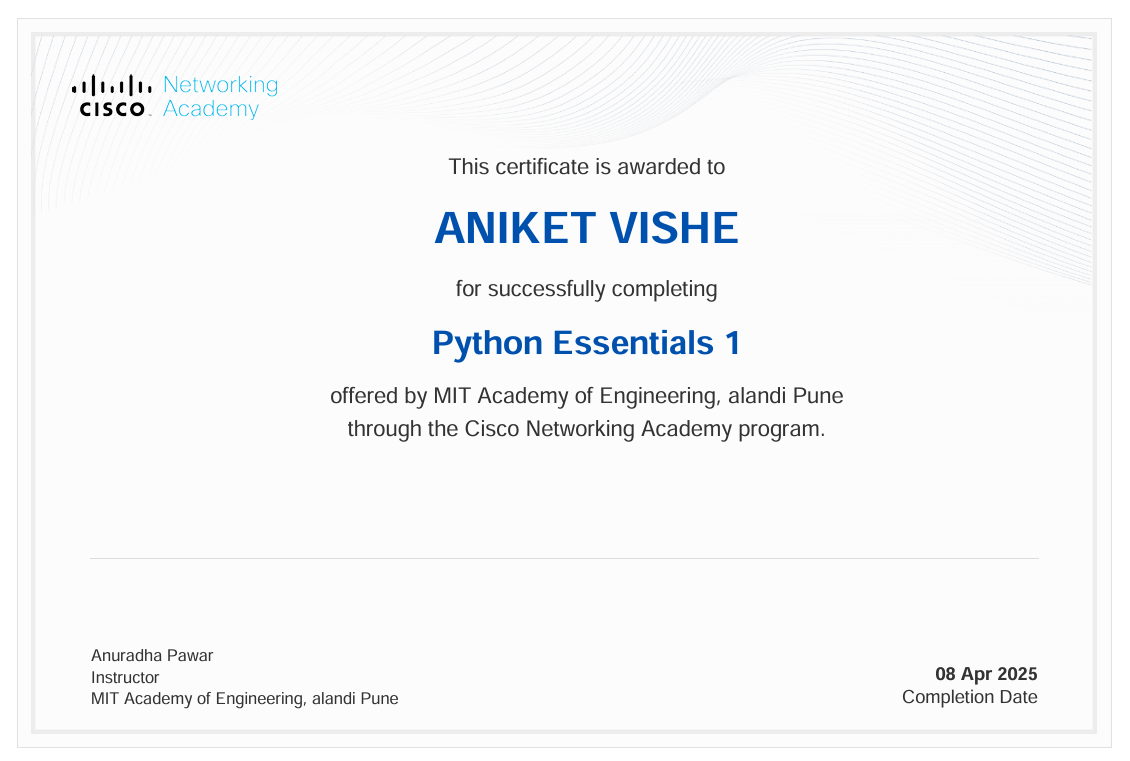 Networking
CISCO Academy
This certificate is awarded to
ANIKET VISHE
for successfully completing
Python Essentials 1
offered by MIT Academy of Engineering, alandi Pune
through the Cisco Networking Academy program.
Anuradha Pawar
Instructor
MIT Academy of Engineering, alandi Pune
08 Apr 2025
Completion Date